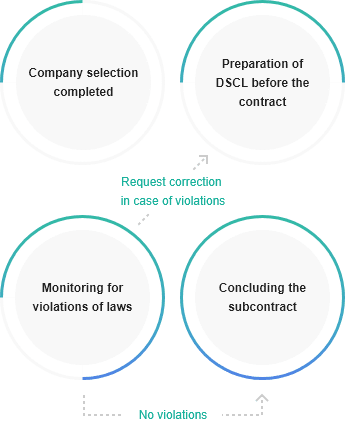 Company selection
completed
Preparation of
DSCL before the
contract
Request correction
in case of violations
Monitoring for
violations of laws
Concluding the
subcontract
No violations